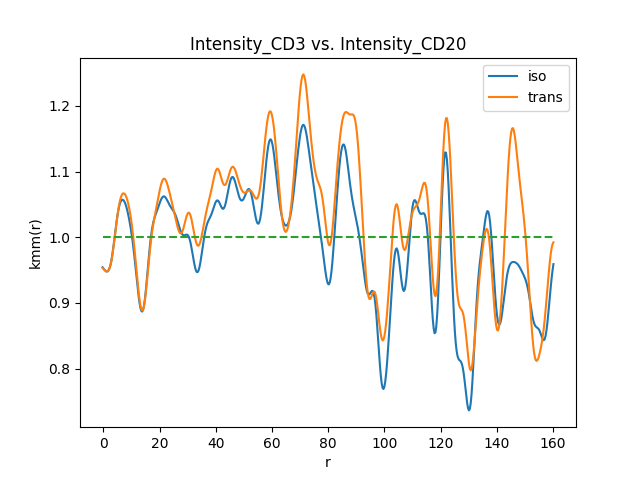 Intensity_CD3 vs. Intensity_CD20
iso
trans
kmm(r)
1.2
1.1
1.0
0.9
0.8
0 20 40 60 80 100 120 140 160
r